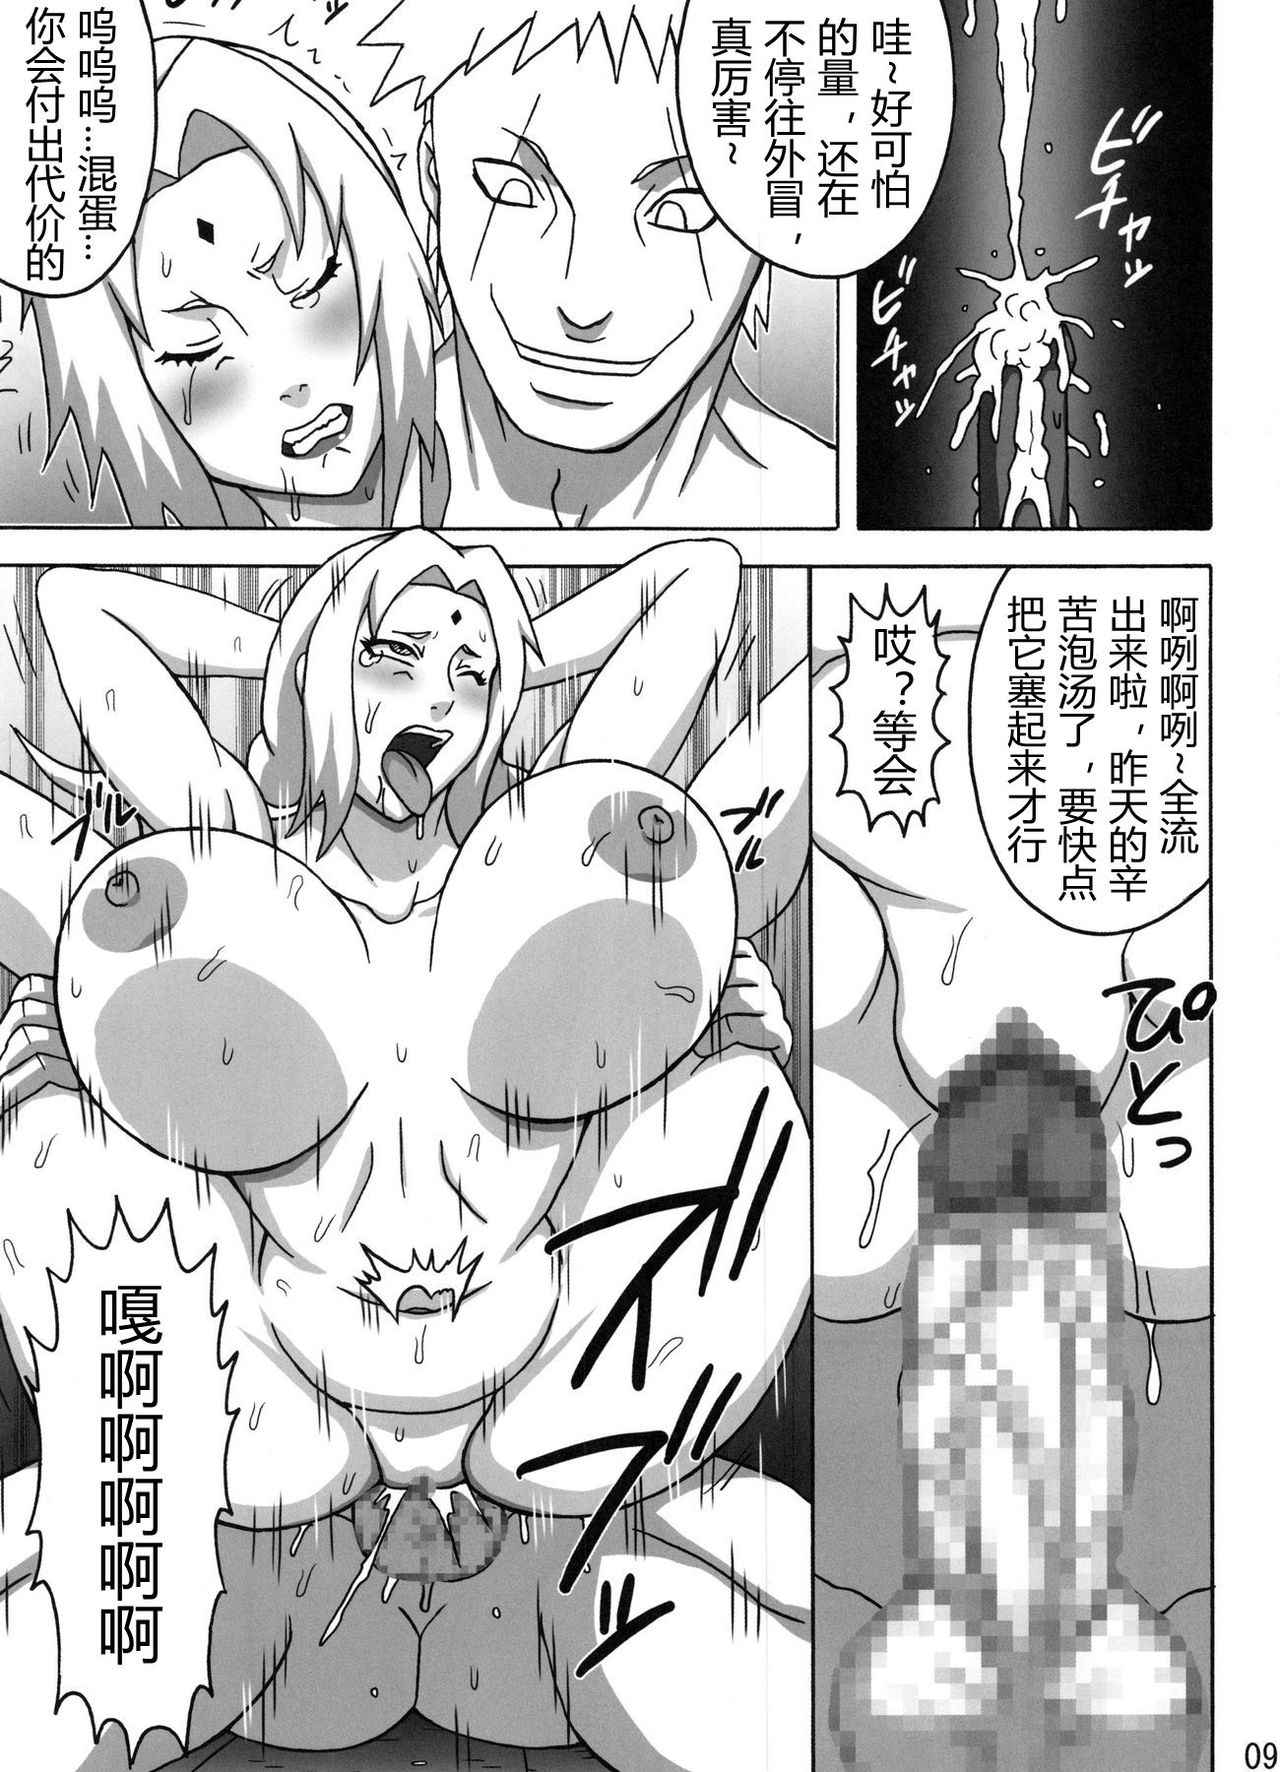 哇~好可怕
的量，还在
不停往外冒，
真厉害~
呜呜呜…混蛋…
你会付出代价的
ビチャッ
ビチャッ
啊咧啊咧~全流
出来啦，昨天的辛
苦泡汤了，要快点
把它塞起来才行
哎？等会
ぴとっ
ブルッ
ブルッ
ズブッ
嘎啊啊啊啊啊
09